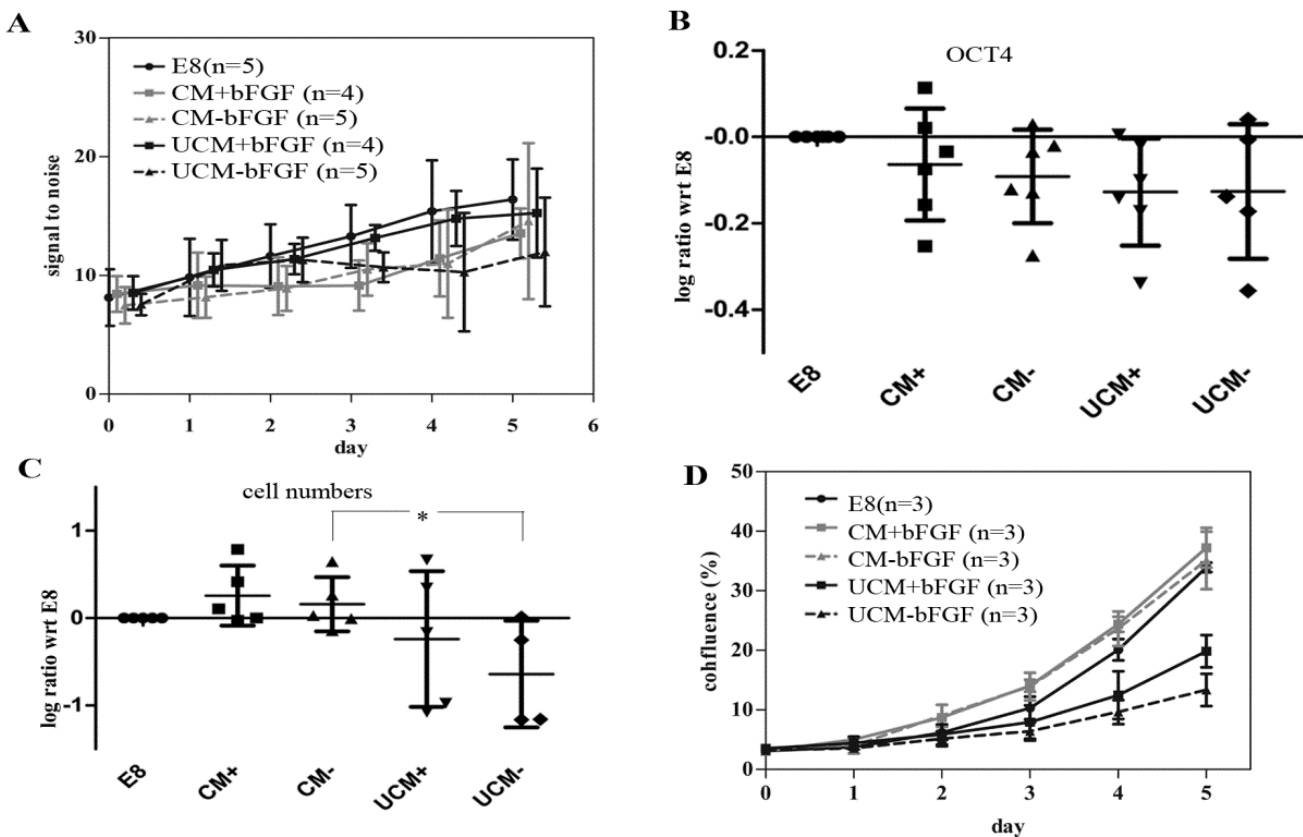 A
signal to noise
30
20
10
0
E8(n=5)
CM+bFGF (n=4)
CM-bFGF (n=5)
UCM+bFGF (n=4)
UCM-bFGF (n=5)
0 1 2 3 4 5 6
day
B
OCT4
log ratio wrt E8
0.2
-0.0
-0.2
-0.4
E8 CM+ CM- UCM+ UCM-
C
cell numbers
*
log ratio wrt E8
1
0
-1
E8 CM+ CM- UCM+ UCM-
D
cohfluence (%)
50
40
30
20
10
0
E8(n=3)
CM+bFGF (n=3)
CM-bFGF (n=3)
UCM+bFGF (n=3)
UCM-bFGF (n=3)
0 1 2 3 4 5
day